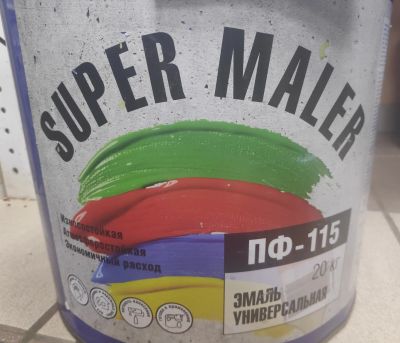 SUPER MALER
Износостойкая
Атмосферостойкая
Экономичный расход
ПФ-115
20 кг
ЭМАЛЬ
УНИВЕРСАЛЬНАЯ